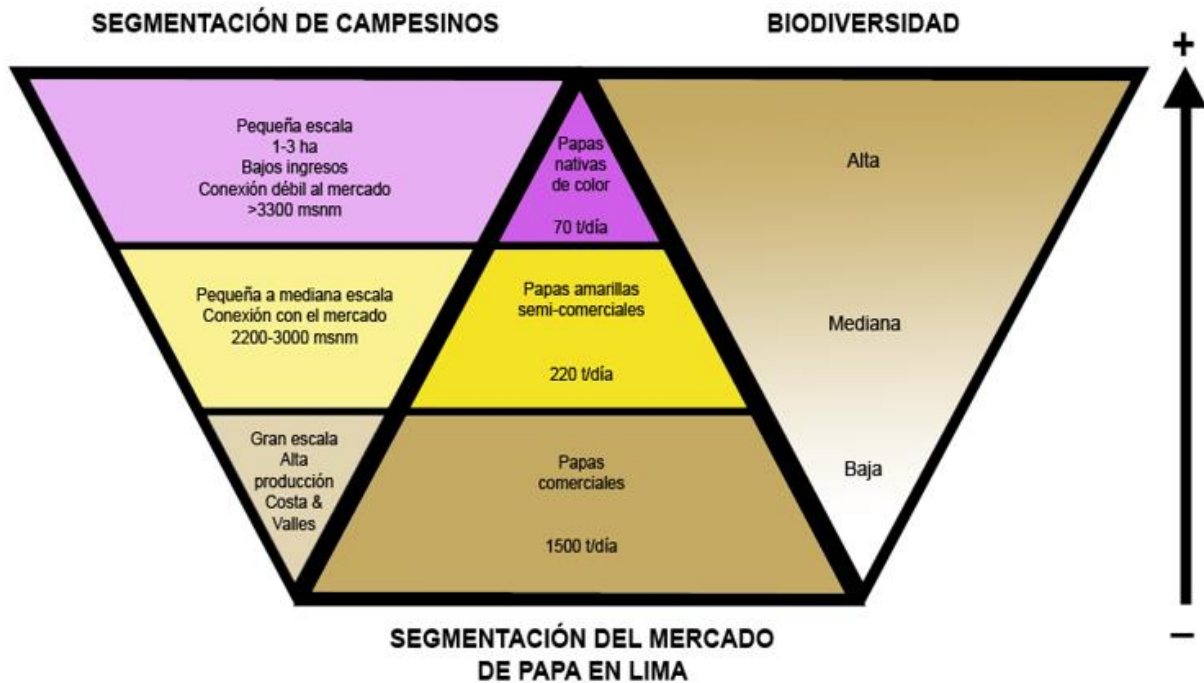 SEGMENTACIÓN DE CAMPESINOS
BIODIVERSIDAD
+
Pequeña escala
1-3 ha
Bajos ingresos
Conexión débil al mercado
>3300 msnm
Papas
nativas
de color
70 t/día
Alta
Pequeña a mediana escala
Conexión con el mercado
2200-3000 msnm
Papas amarillas
semi-comerciales
220 t/día
Mediana
Gran escala
Alta
producción
Costa &
Valles
Papas
comerciales
1500 t/día
Baja
–
SEGMENTACIÓN DEL MERCADO
DE PAPA EN LIMA